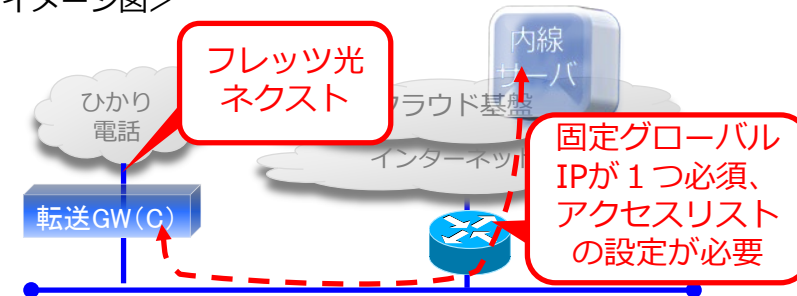 イメージ図＞
フレッツ光
ネクスト
内線
サーバ
ひかり
電話
クラウド基盤
インターネット
固定グローバル
IPが１つ必須、
アクセスリスト
の設定が必要
転送GW(C)